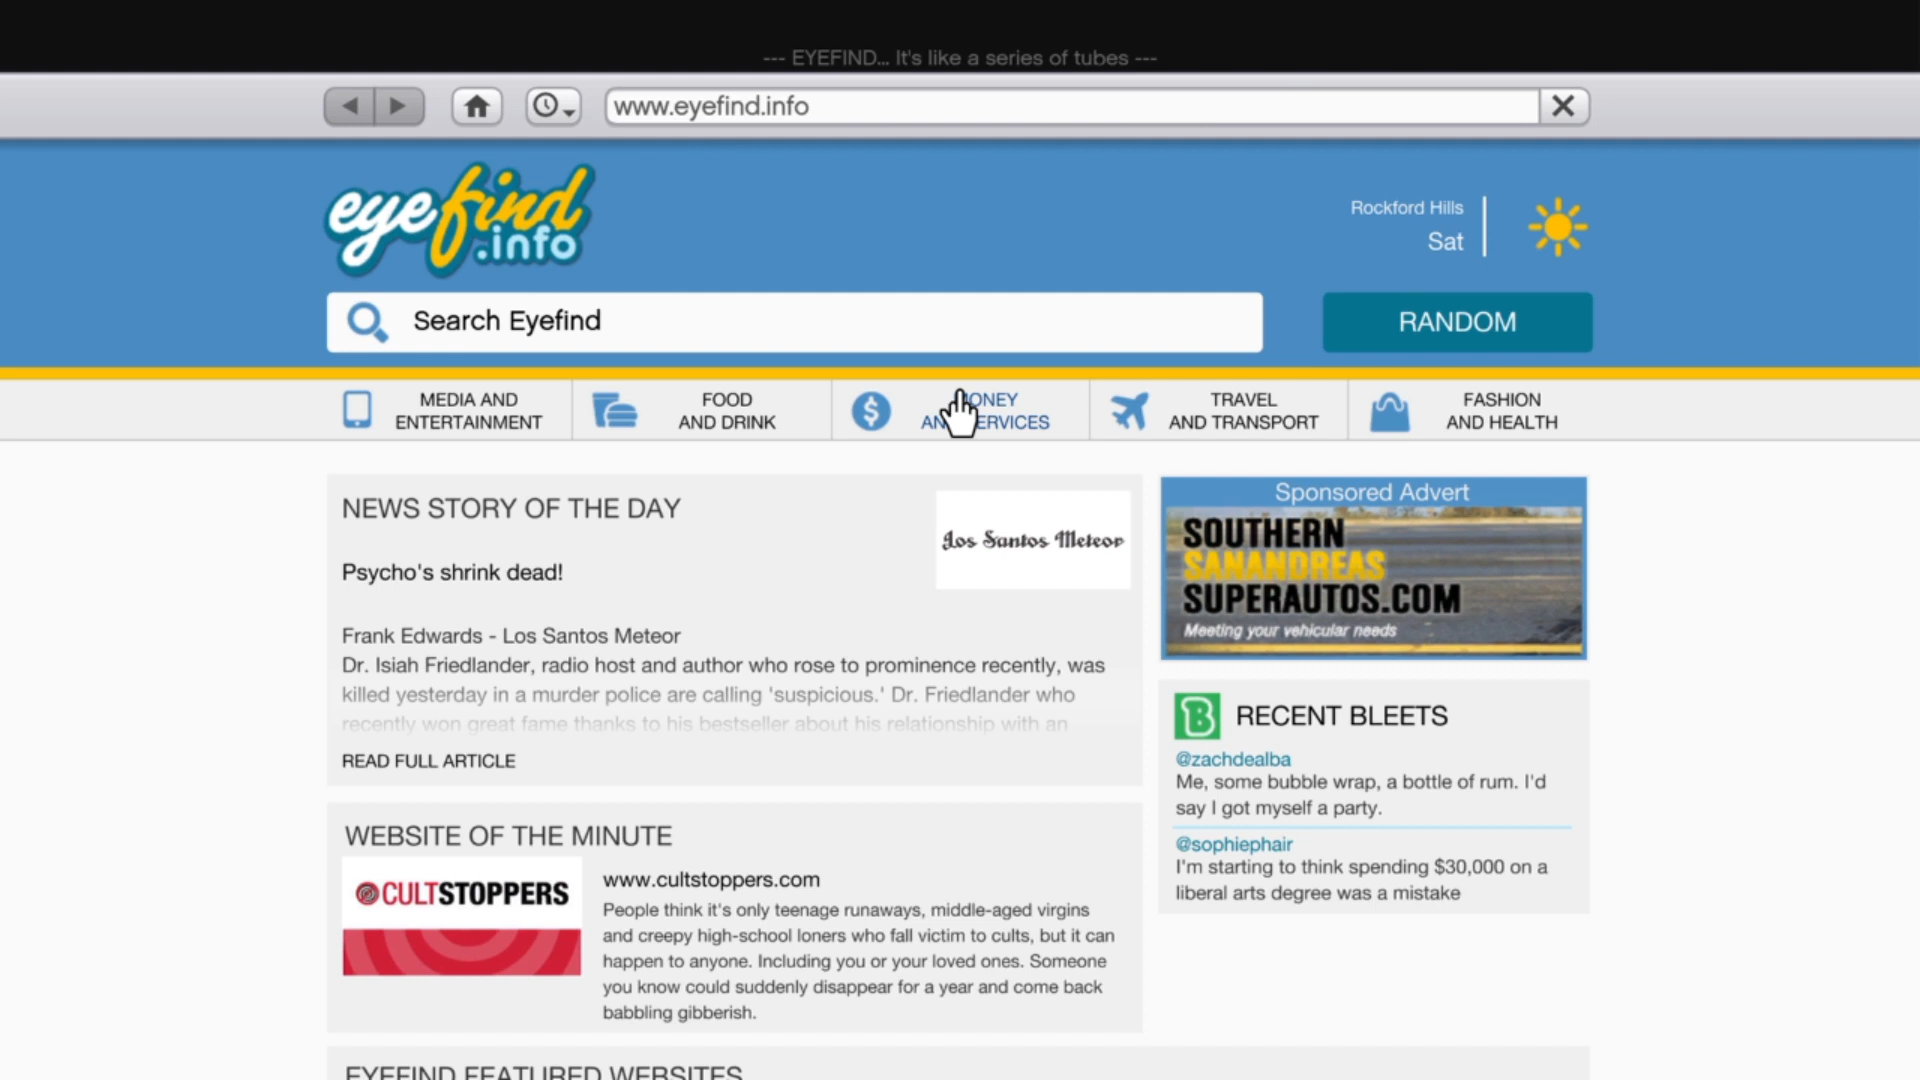 --- EYEFIND... It's like a series of tubes ---
www.eyefind.info
eyefind
.info
Rockford Hills
Sat
Search Eyefind
RANDOM
MEDIA AND
ENTERTAINMENT
FOOD
AND DRINK
ONEY
AN ERVICES
TRAVEL
AND TRANSPORT
FASHION
AND HEALTH
NEWS STORY OF THE DAY
Los Santos Meteor
Psycho's shrink dead!
Frank Edwards - Los Santos Meteor
Dr. Isiah Friedlander, radio host and author who rose to prominence recently, was
killed yesterday in a murder police are calling 'suspicious.' Dr. Friedlander who
recently won great fame thanks to his bestseller about his relationship with an
READ FULL ARTICLE
WEBSITE OF THE MINUTE
CULTSTOPPERS
www.cultstoppers.com
People think it's only teenage runaways, middle-aged virgins
and creepy high-school loners who fall victim to cults, but it can
happen to anyone. Including you or your loved ones. Someone
you know could suddenly disappear for a year and come back
babbling gibberish.
Sponsored Advert
SOUTHERN
SANANDREAS
SUPERAUTOS.COM
Meeting your vehicular needs
B
RECENT BLEETS
@zachdealba
Me, some bubble wrap, a bottle of rum. I'd
say I got myself a party.
@sophiephair
I'm starting to think spending $30,000 on a
liberal arts degree was a mistake
EYEFIND FEATURED WEBSITES